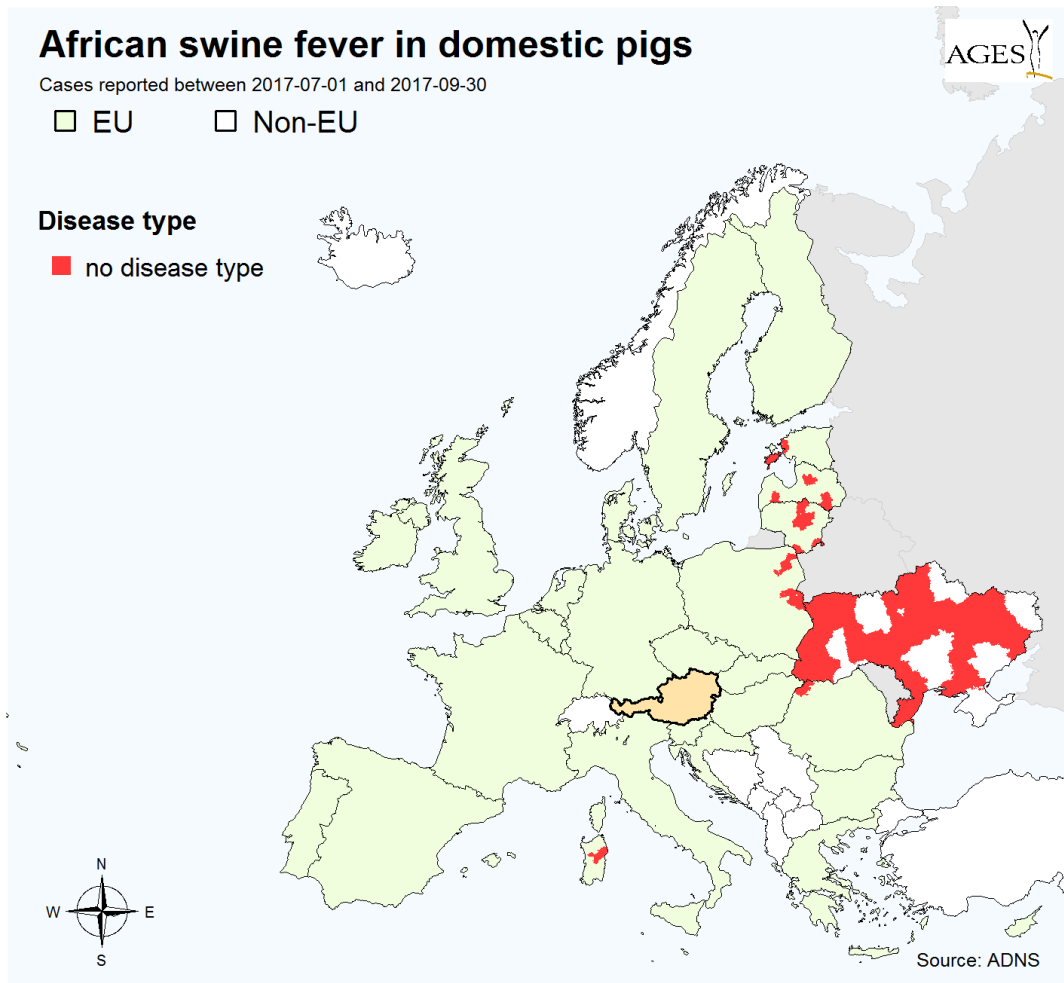 African swine fever in domestic pigs
AGES
Cases reported between 2017-07-01 and 2017-09-30
EU Non-EU
Disease type
no disease type
N
W E
S
Source: ADNS